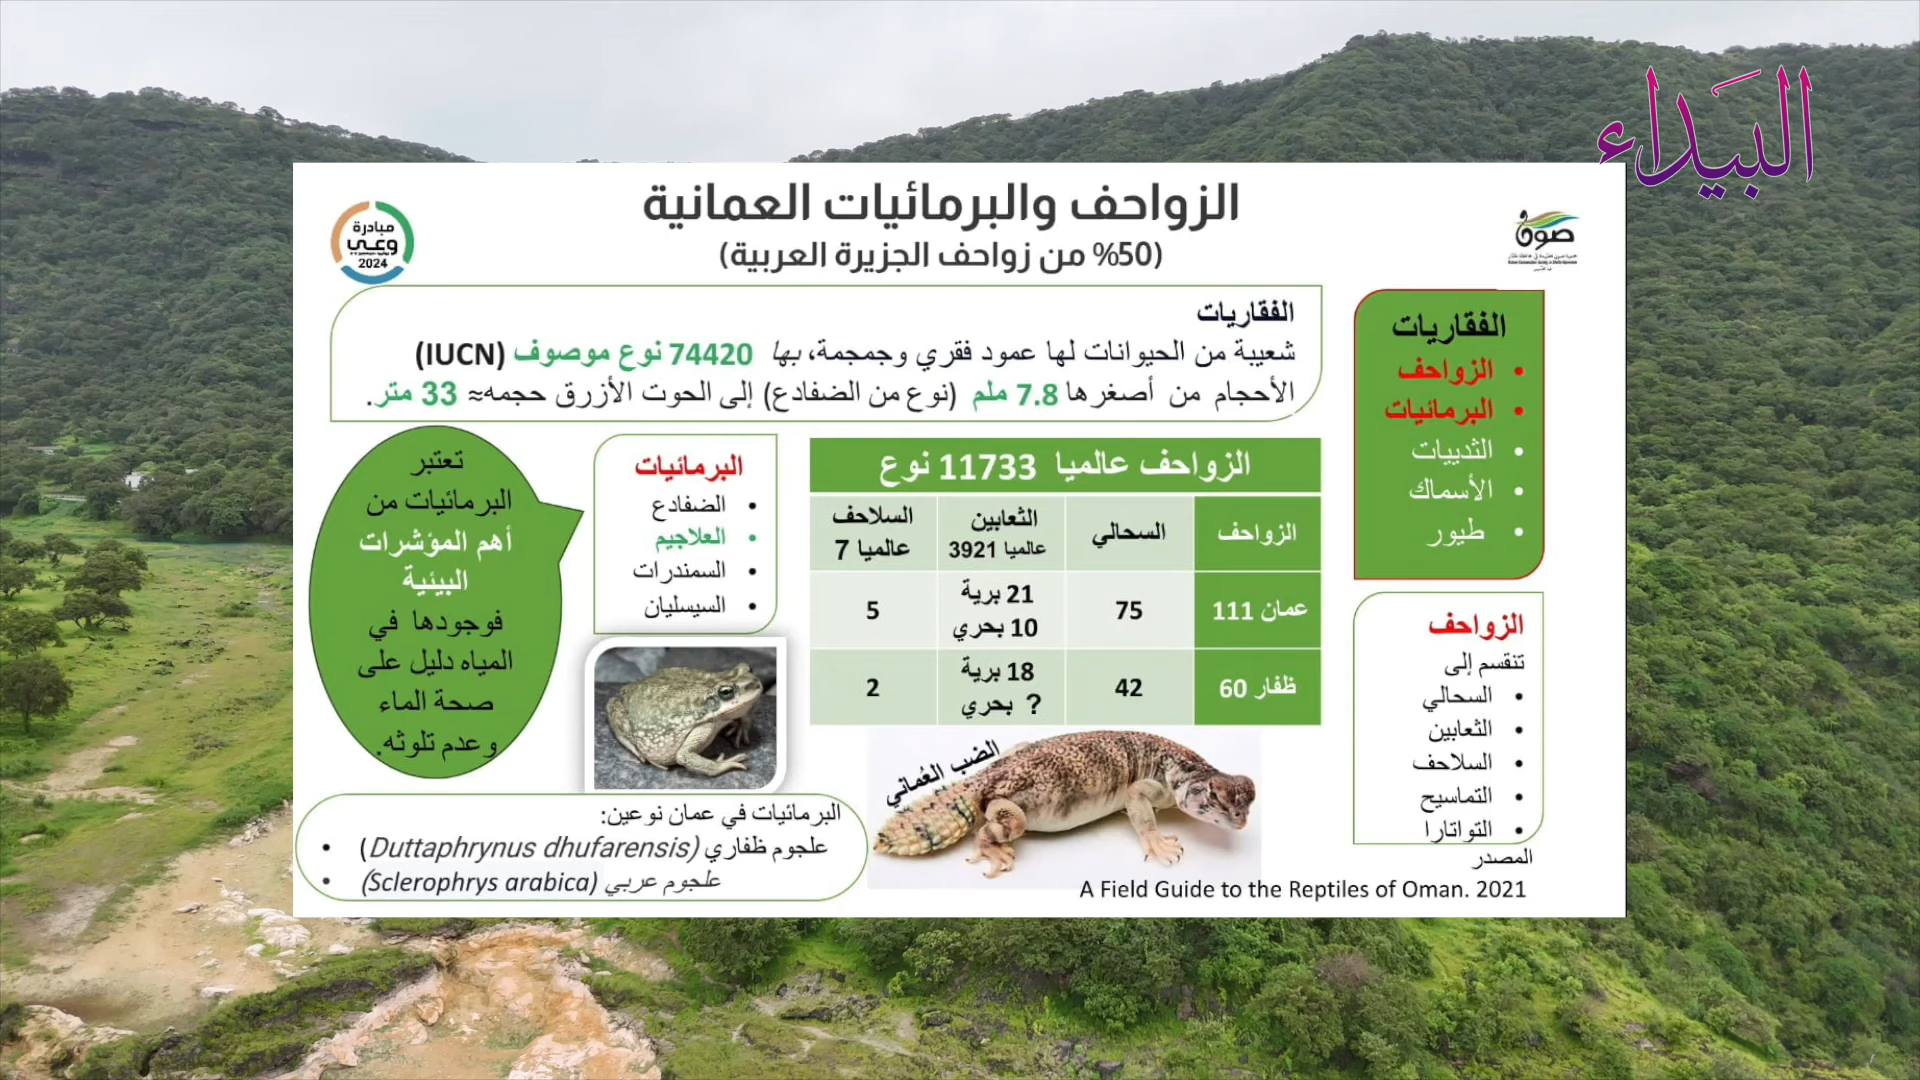 البَيداء
الزواحف والبرمائيات العمانية
(50% من زواحف الجزيرة العربية)
مبادرة
وعي
2024
صون
الفقاريات
شعيبة من الحيوانات لها عمود فقري وجمجمة، بها 74420 نوع موصوف (IUCN)
الأحجام من أصغرها 7.8 ملم (نوع من الضفادع) إلى الحوت الأزرق حجمه≈ 33 متر.
الفقاريات
• الزواحف
• البرمائيات
• الثدييات
• الأسماك
• طيور
الزواحف عالميا 11733 نوع
الزواحف السحالي الثعابين السلاحف
عالميا 3921 عالميا 7
عمان 111 75 21 برية 5
10 بحري
ظفار 60 42 18 برية 2
? بحري
البرمائيات
• الضفادع
• العلاجيم
• السمندرات
• السيسليان
تعتبر
البرمائيات من
أهم المؤشرات
البيئية
فوجودها في
المياه دليل على
صحة الماء
وعدم تلوثه.
الزواحف
تنقسم إلى
• السحالي
• الثعابين
• السلاحف
• التماسيح
• التواتارا
الضب العُماني
البرمائيات في عمان نوعين:
• علجوم ظفاري (Duttaphrynus dhufarensis)
• علجوم عربي (Sclerophrys arabica)
المصدر
A Field Guide to the Reptiles of Oman. 2021